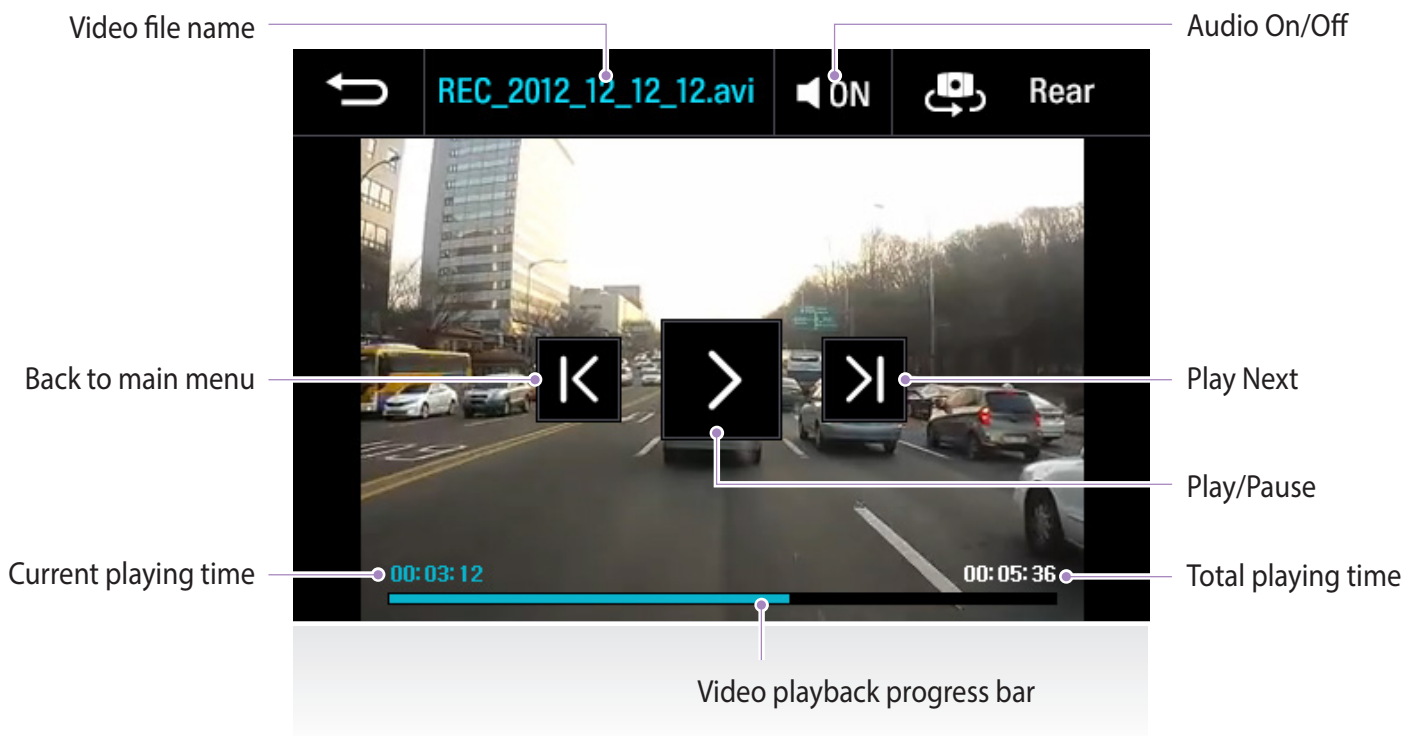 Video file name
Audio On/Off
REC_2012_12_12_12.avi
ON
Rear
Back to main menu
Play Next
Play/Pause
Current playing time
00:03:12
00:05:36
Total playing time
Video playback progress bar